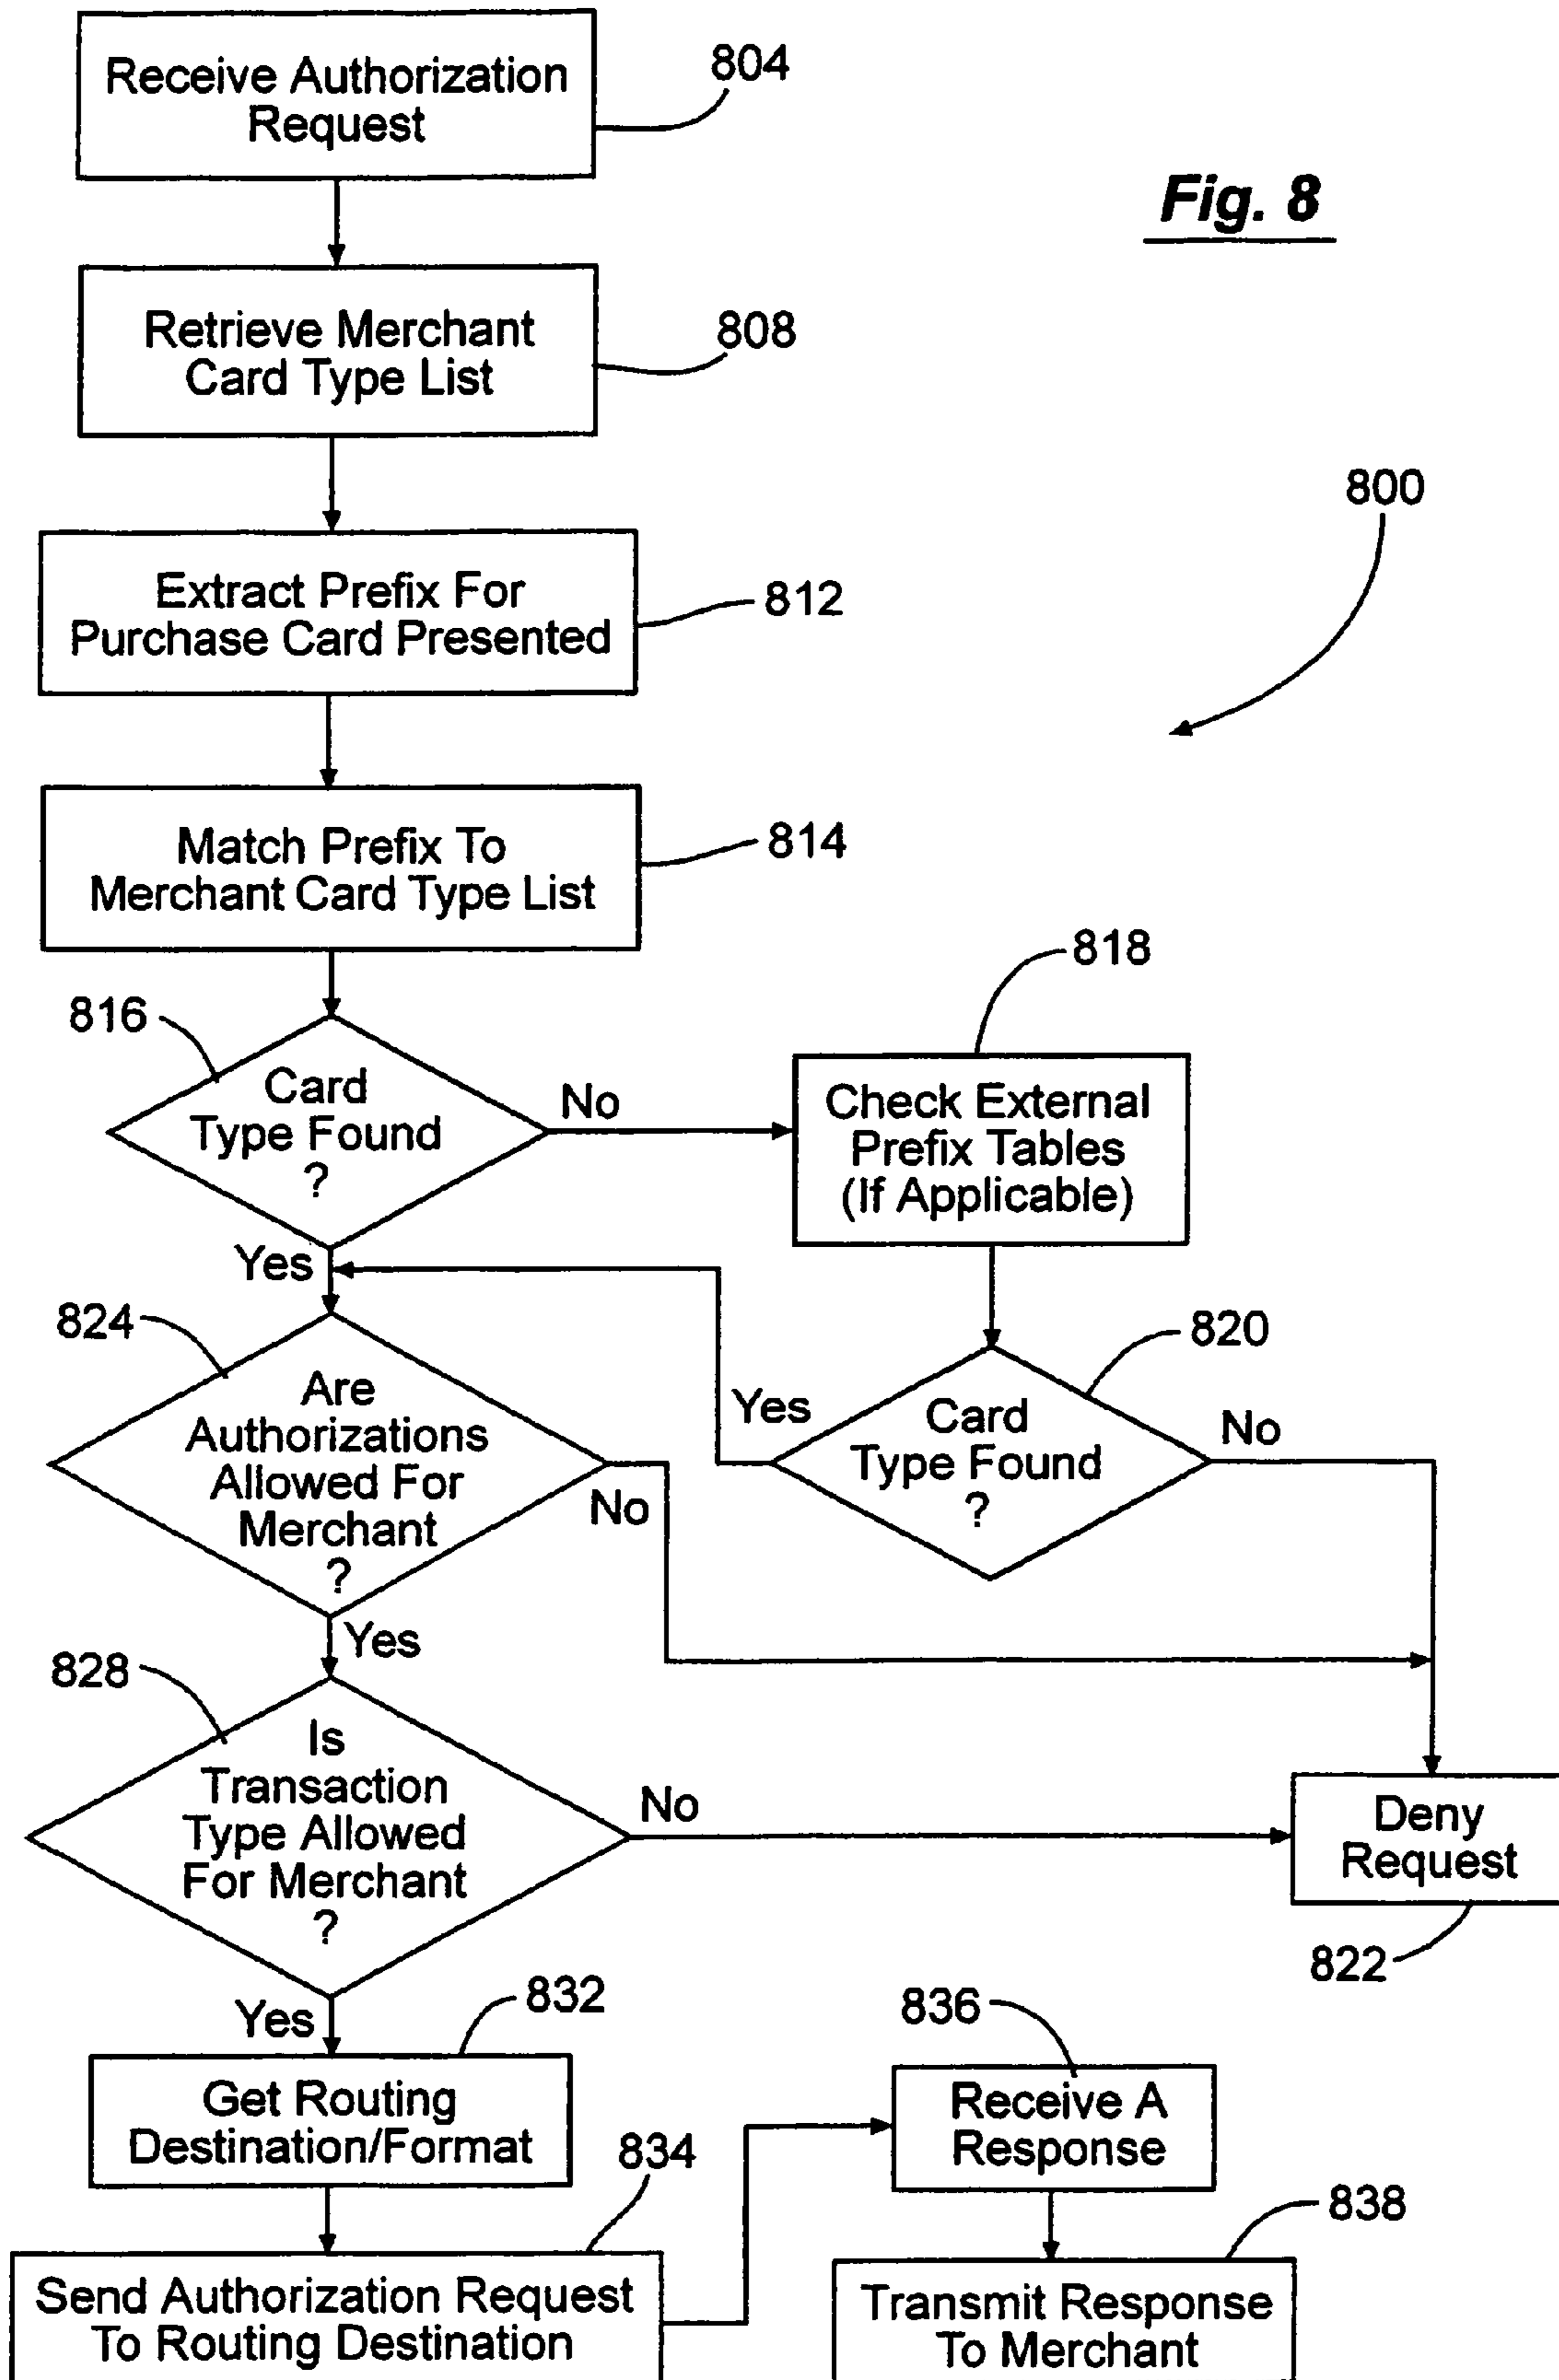 Receive Authorization
Request
804
Fig. 8
Retrieve Merchant
Card Type List
808
800
Extract Prefix For
Purchase Card Presented
812
Match Prefix To
Merchant Card Type List
814
816
Card
Type Found
?
No
Yes
818
Check External
Prefix Tables
(If Applicable)
820
Card
Type Found
?
Yes
No
824
Are
Authorizations
Allowed For
Merchant
?
No
Yes
828
Is
Transaction
Type Allowed
For Merchant
?
No
Yes
Deny
Request
822
832
Get Routing
Destination/Format
834
Send Authorization Request
To Routing Destination
836
Receive A
Response
838
Transmit Response
To Merchant